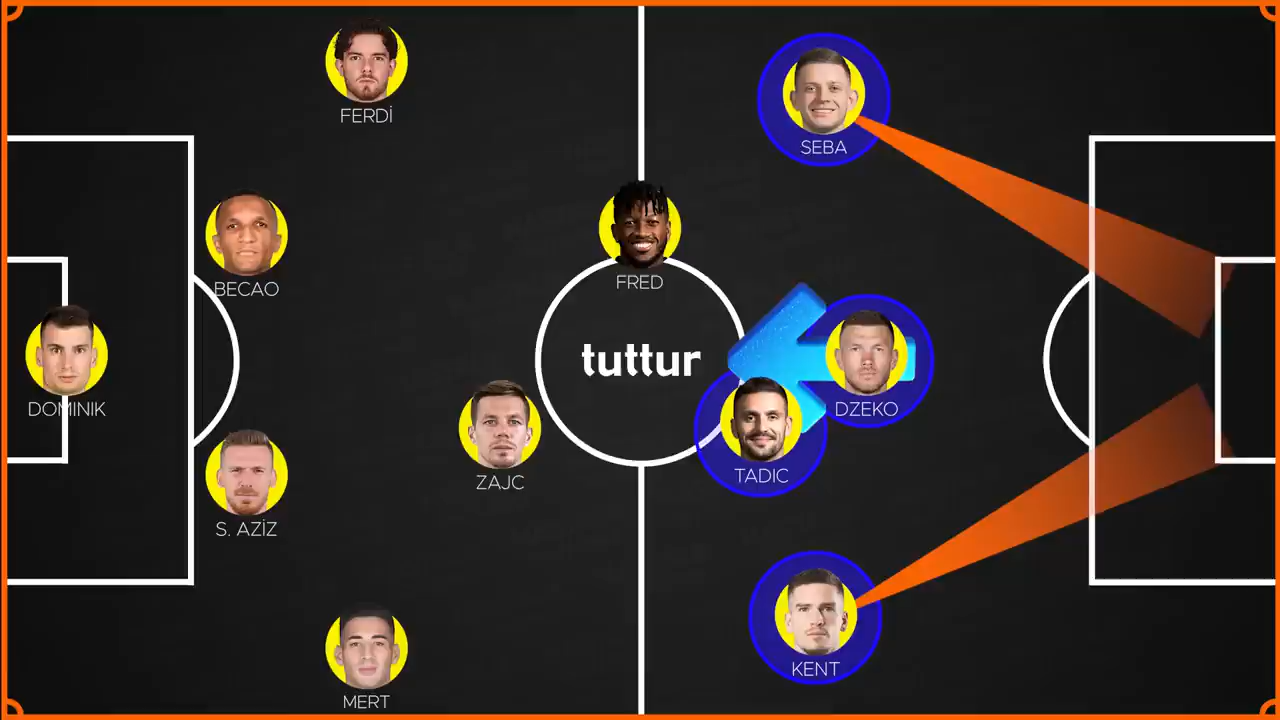 FERDİ
SEBA
BECAO
FRED
tuttur
DOMINIK
DZEKO
ZAJC
TADIC
S. AZİZ
KENT
MERT